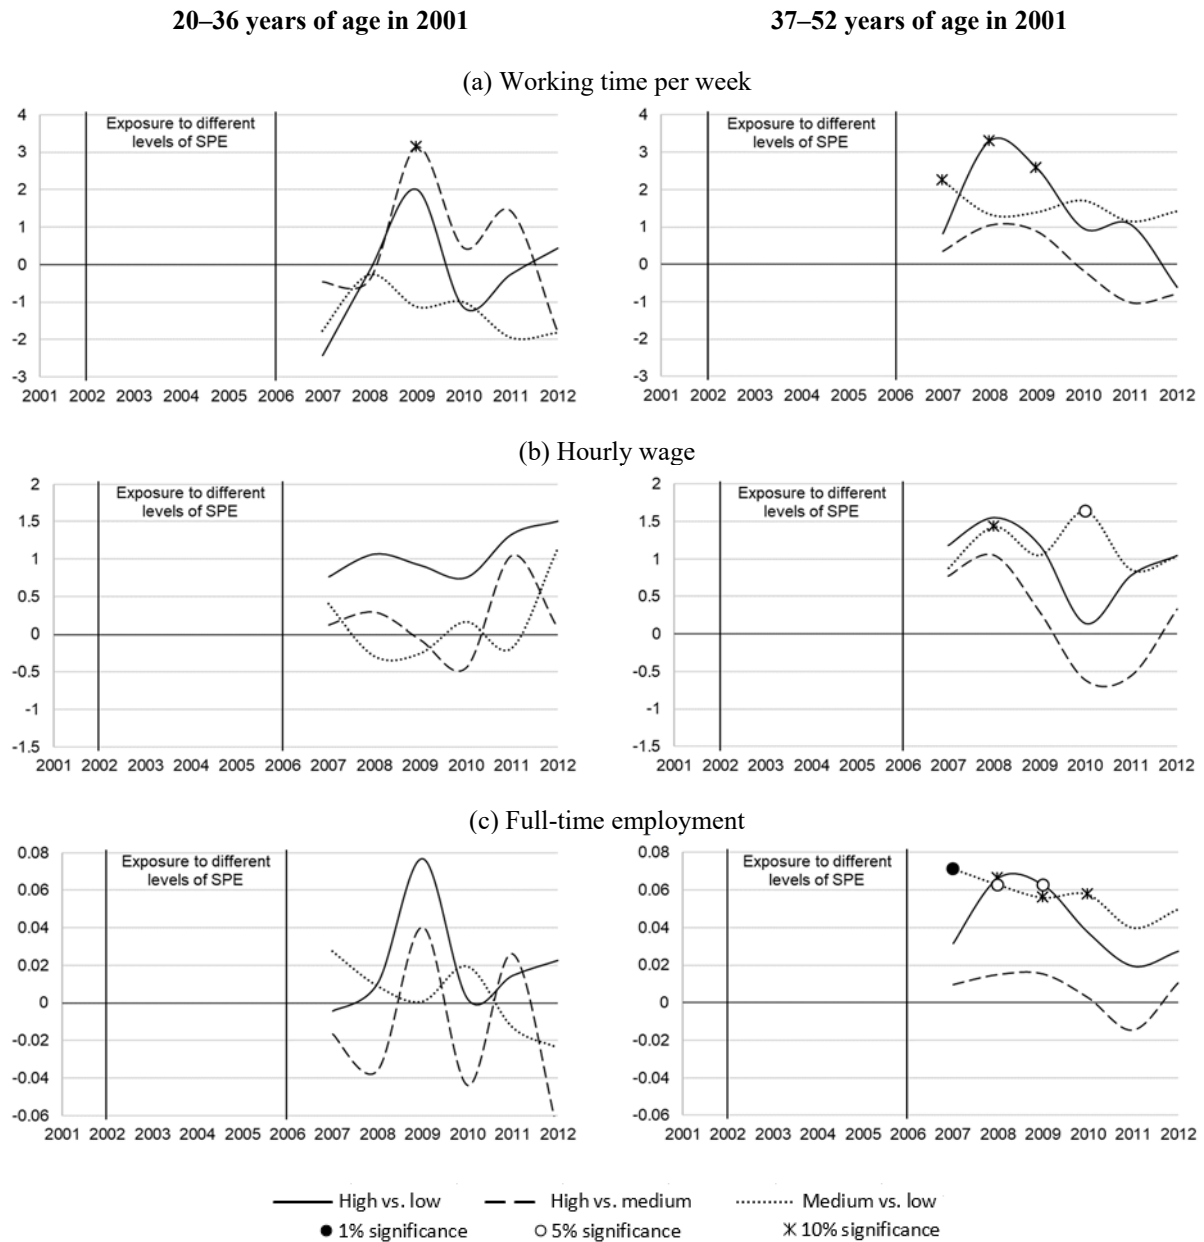 20–36 years of age in 2001
37–52 years of age in 2001
(a) Working time per week
4
3
2
1
0
-1
-2
-3
Exposure to different
levels of SPE
2001 2002 2003 2004 2005 2006 2007 2008 2009 2010 2011 2012
4
3
2
1
0
-1
-2
-3
Exposure to different
levels of SPE
2001 2002 2003 2004 2005 2006 2007 2008 2009 2010 2011 2012
(b) Hourly wage
2
1.5
1
0.5
0
-0.5
-1
-1.5
Exposure to different
levels of SPE
2001 2002 2003 2004 2005 2006 2007 2008 2009 2010 2011 2012
2
1.5
1
0.5
0
-0.5
-1
-1.5
Exposure to different
levels of SPE
2001 2002 2003 2004 2005 2006 2007 2008 2009 2010 2011 2012
(c) Full-time employment
0.08
0.06
0.04
0.02
0
-0.02
-0.04
-0.06
Exposure to different
levels of SPE
2001 2002 2003 2004 2005 2006 2007 2008 2009 2010 2011 2012
0.08
0.06
0.04
0.02
0
-0.02
-0.04
-0.06
Exposure to different
levels of SPE
2001 2002 2003 2004 2005 2006 2007 2008 2009 2010 2011 2012
High vs. low
High vs. medium
Medium vs. low
1% significance
5% significance
10% significance